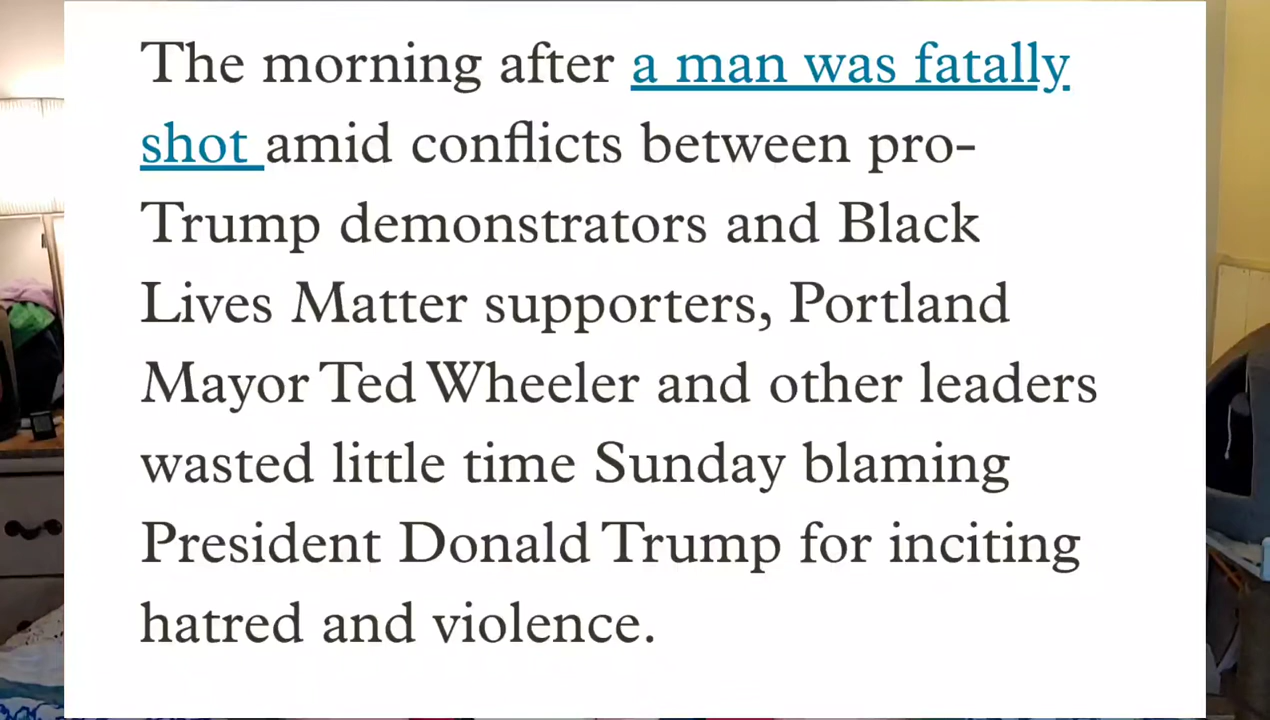 The morning after a man was fatally
shot amid conflicts between pro-
Trump demonstrators and Black
Lives Matter supporters, Portland
Mayor Ted Wheeler and other leaders
wasted little time Sunday blaming
President Donald Trump for inciting
hatred and violence.